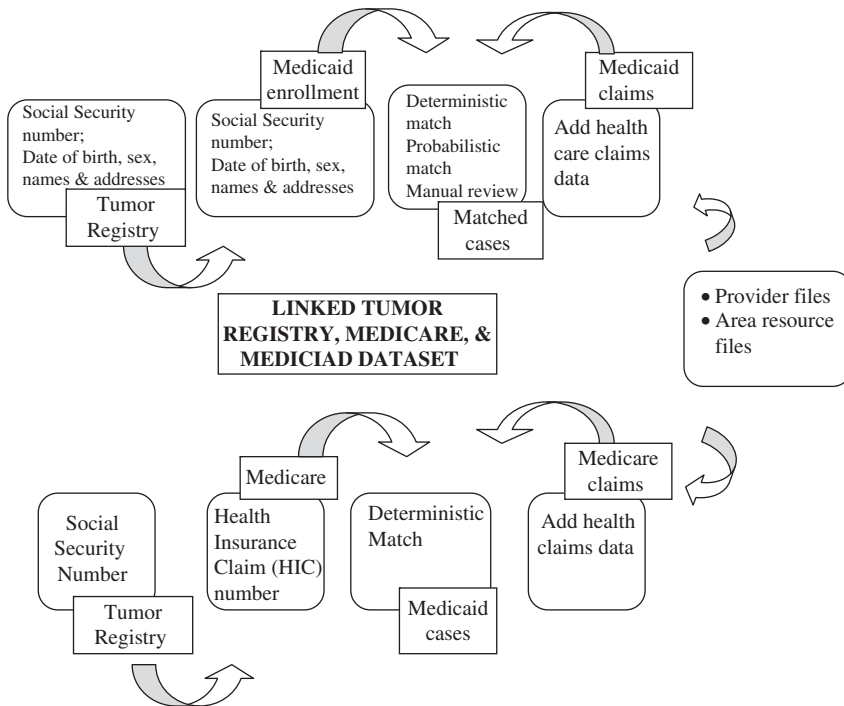 Medicaid
enrollment
Medicaid
claims
Social Security
number;
Date of birth, sex,
names & addresses
Tumor
Registry
Social Security
number;
Date of birth, sex,
names & addresses
Deterministic
match
Probabilistic
match
Manual review
Matched
cases
Add health
care claims
data
LINKED TUMOR
REGISTRY, MEDICARE, &
MEDICIAD DATASET
• Provider files
• Area resource
files
Medicare
Medicare
claims
Social
Security
Number
Tumor
Registry
Health
Insurance
Claim (HIC)
number
Deterministic
Match
Medicaid
cases
Add health
claims data